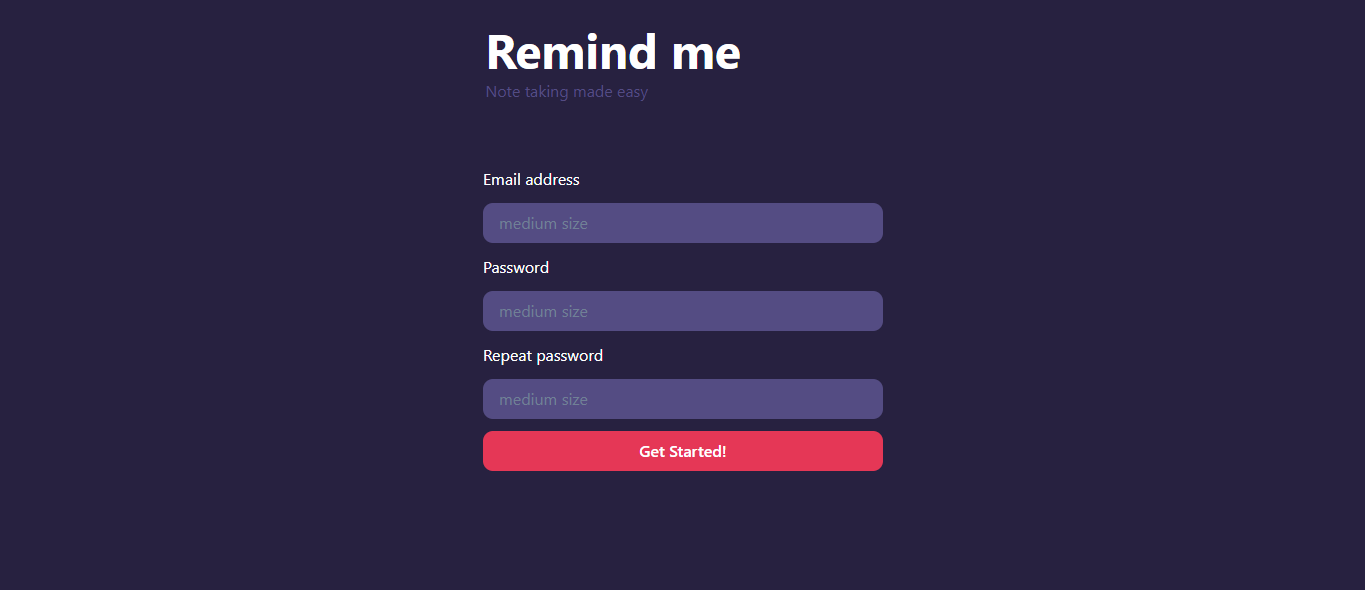 Remind me
Note taking made easy
Email address
medium size
Password
medium size
Repeat password
medium size
Get Started!